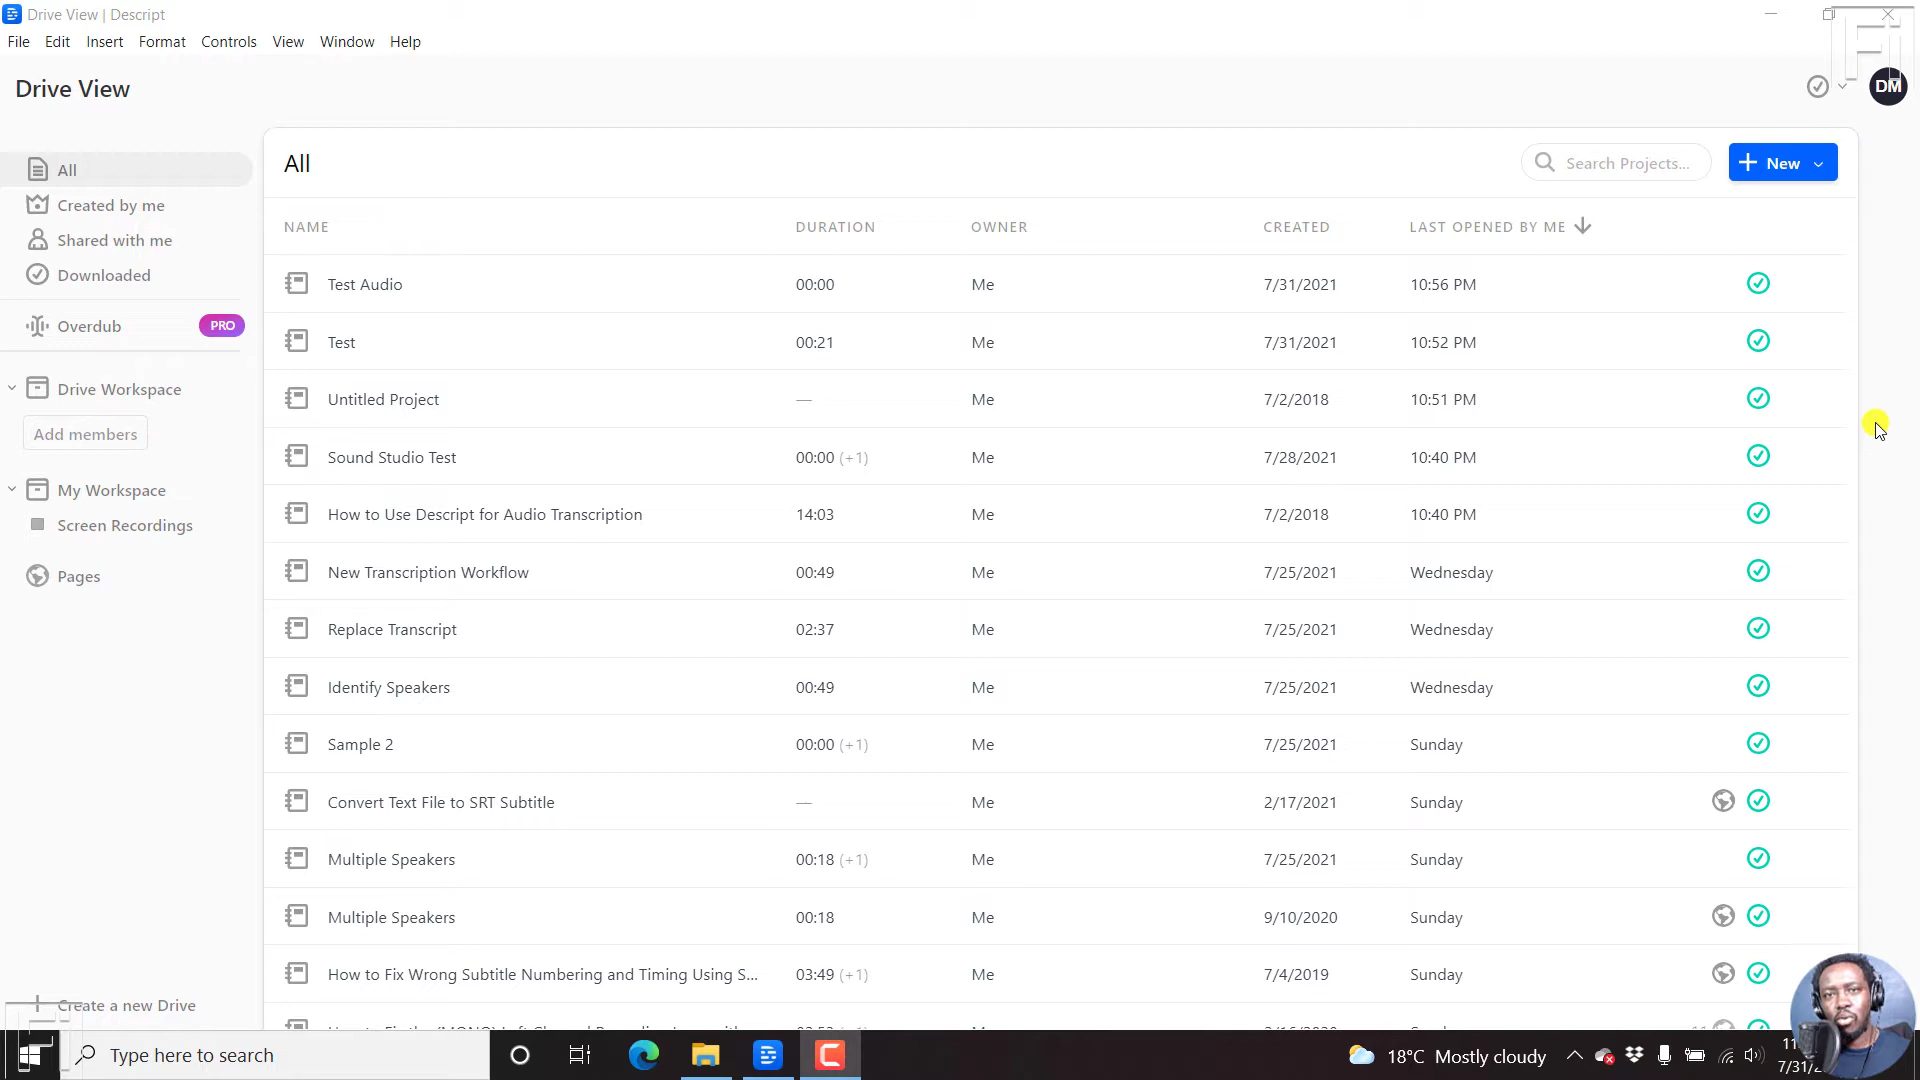 Drive View | Descript
File Edit Insert Format Controls View Window Help
Drive View
DM
All
Created by me
Shared with me
Downloaded
Overdub PRO
Drive Workspace
Add members
My Workspace
Screen Recordings
Pages
Create a new Drive
All
Search Projects...
New
NAME DURATION OWNER CREATED LAST OPENED BY ME
Test Audio 00:00 Me 7/31/2021 10:56 PM
Test 00:21 Me 7/31/2021 10:52 PM
Untitled Project — Me 7/2/2018 10:51 PM
Sound Studio Test 00:00 (+1) Me 7/28/2021 10:40 PM
How to Use Descript for Audio Transcription 14:03 Me 7/2/2018 10:40 PM
New Transcription Workflow 00:49 Me 7/25/2021 Wednesday
Replace Transcript 02:37 Me 7/25/2021 Wednesday
Identify Speakers 00:49 Me 7/25/2021 Wednesday
Sample 2 00:00 (+1) Me 7/25/2021 Sunday
Convert Text File to SRT Subtitle — Me 2/17/2021 Sunday
Multiple Speakers 00:18 (+1) Me 7/25/2021 Sunday
Multiple Speakers 00:18 Me 9/10/2020 Sunday
How to Fix Wrong Subtitle Numbering and Timing Using S... 03:49 (+1) Me 7/4/2019 Sunday
Type here to search
18°C Mostly cloudy